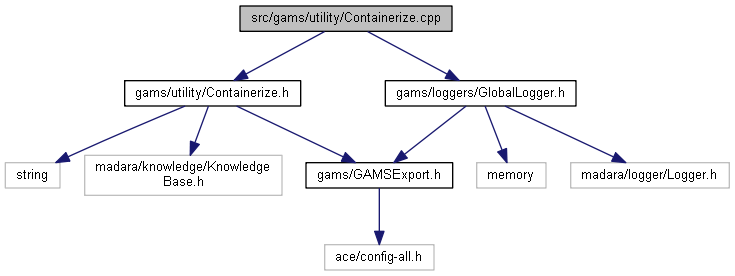 src/gams/utility/Containerize.cpp
gams/utility/Containerize.h
gams/loggers/GlobalLogger.h
string
madara/knowledge/Knowledge
Base.h
gams/GAMSExport.h
memory
madara/logger/Logger.h
ace/config-all.h